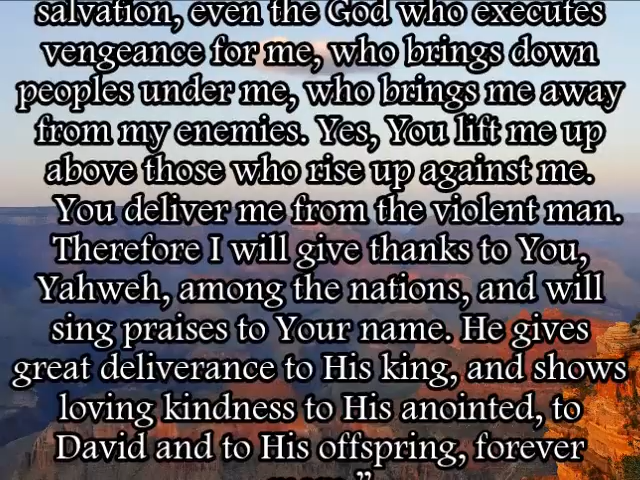 salvation, even the God who executes
vengeance for me, who brings down
peoples under me, who brings me away
from my enemies. Yes, You lift me up
above those who rise up against me.
You deliver me from the violent man.
Therefore I will give thanks to You,
Yahweh, among the nations, and will
sing praises to Your name. He gives
great deliverance to His king, and shows
loving kindness to His anointed, to
David and to His offspring, forever